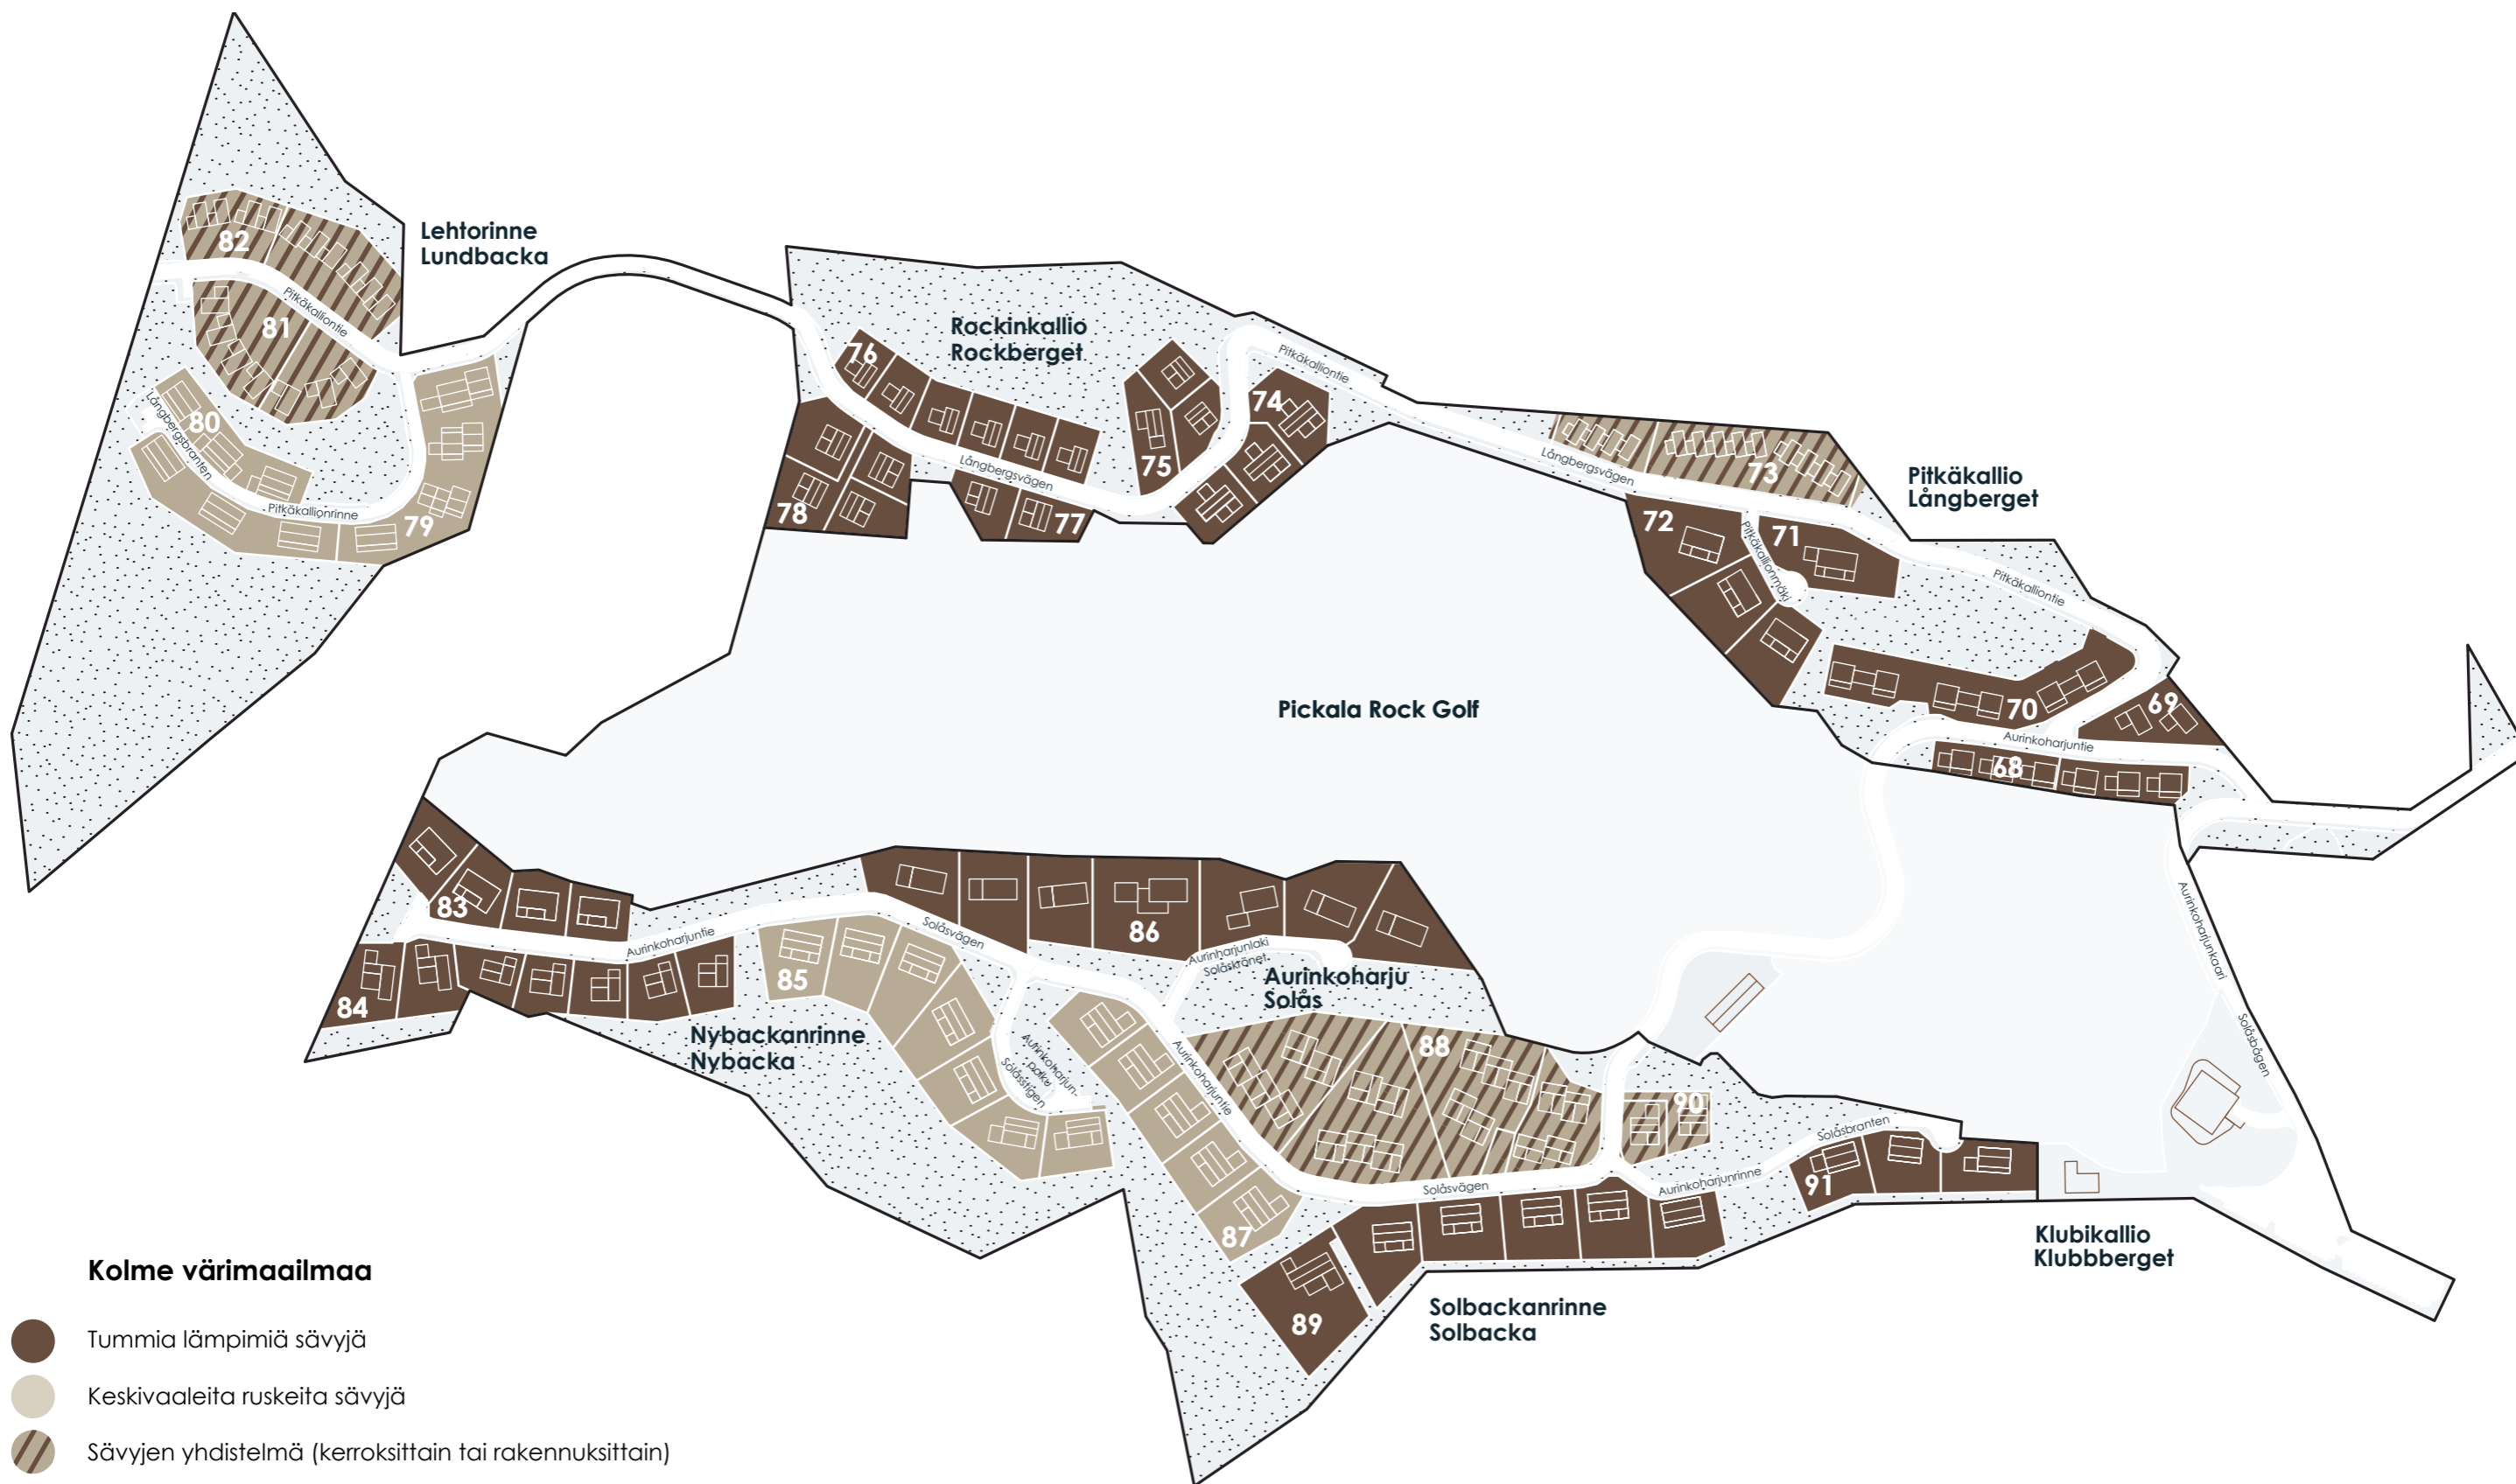 Lehtorinne
Lundbacka
82
Pitkäkalliontie
81
80
Långbergsbranten
Pitkäkallionrinne
79
Rockinkallio
Rockberget
76
78
Långbergsvägen
77
75
74
Pitkäkalliontie
Långbergsvägen
73
Pitkäkallio
Långberget
72
71
Pitkäkallionmäki
Pitkäkalliontie
70
69
Aurinkoharjuntie
68
Pickala Rock Golf
83
84
Aurinkoharjuntie
Solåsvägen
86
85
Aurinharjunlaki
Solåskrönet
Aurinkoharju
Solås
Nybackanrinne
Nybacka
Aurinkoharjun-
polku
Solåsstigen
Aurinkoharjuntie
88
87
90
Solåsvägen
Aurinkoharjunrinne
Solåsbranten
91
89
Aurinkoharjunkaari
Solåsbågen
Klubikallio
Klubbberget
Solbackanrinne
Solbacka
Kolme värimaailmaa
Tummia lämpimiä sävyjä
Keskivaaleita ruskeita sävyjä
Sävyjen yhdistelmä (kerroksittain tai rakennuksittain)